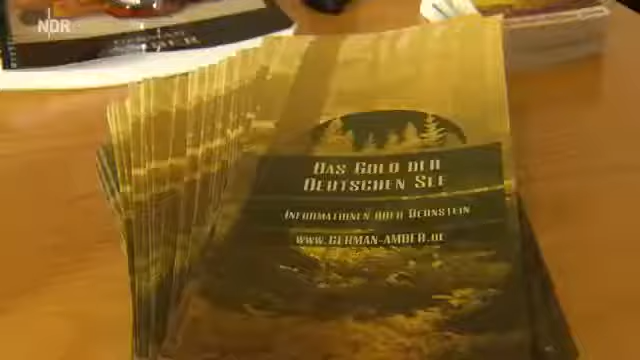 NDR
Das Gold der
Deutschen See
Informationen über Bernstein
www.german-amber.de